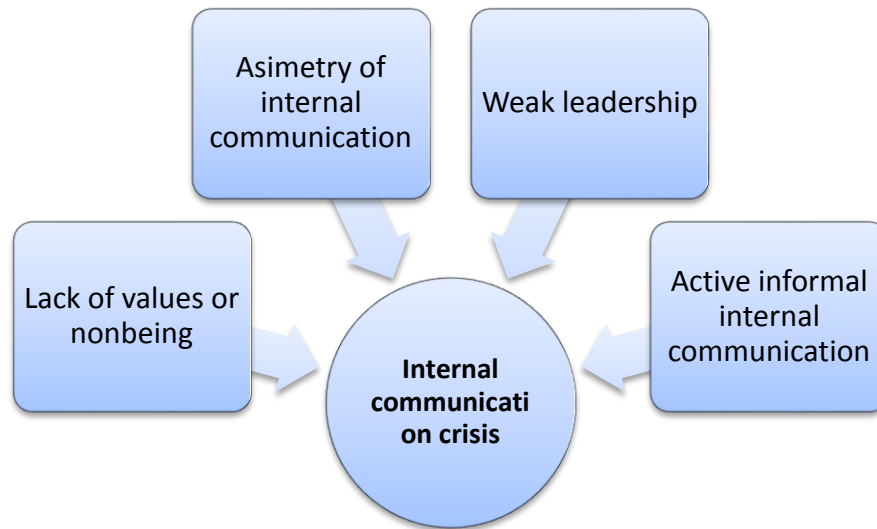 Asimetry of
internal
communication
Weak leadership
Lack of values or
nonbeing
Active informal
internal
communication
Internal
communicati
on crisis